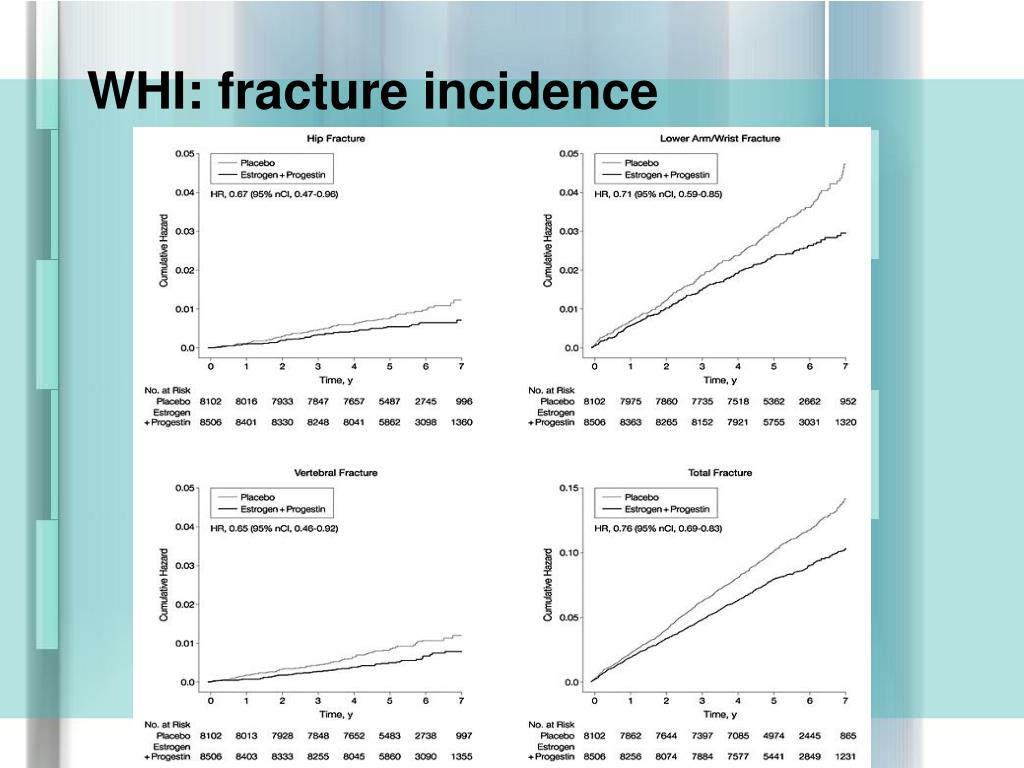 WHI: fracture incidence
Hip Fracture
0.05
0.04
0.03
0.02
0.01
0.0
Cumulative Hazard
Placebo
Estrogen + Progestin
HR, 0.67 (95% nCI, 0.47-0.96)
0 1 2 3 4 5 6 7
Time, y
No. at Risk
Placebo 8102 8016 7933 7847 7657 5487 2745 996
Estrogen
+ Progestin 8506 8401 8330 8248 8041 5862 3098 1360
Lower Arm/Wrist Fracture
0.05
0.04
0.03
0.02
0.01
0.0
Cumulative Hazard
Placebo
Estrogen + Progestin
HR, 0.71 (95% nCI, 0.59-0.85)
0 1 2 3 4 5 6 7
Time, y
No. at Risk
Placebo 8102 7975 7860 7735 7518 5362 2662 952
Estrogen
+ Progestin 8506 8363 8265 8152 7921 5755 3031 1320
Vertebral Fracture
0.05
0.04
0.03
0.02
0.01
0.0
Cumulative Hazard
Placebo
Estrogen + Progestin
HR, 0.65 (95% nCI, 0.46-0.92)
0 1 2 3 4 5 6 7
Time, y
No. at Risk
Placebo 8102 8013 7928 7848 7652 5483 2738 997
Estrogen
+ Progestin 8506 8403 8333 8255 8045 5860 3090 1355
Total Fracture
0.15
0.10
0.05
0.0
Cumulative Hazard
Placebo
Estrogen + Progestin
HR, 0.76 (95% nCI, 0.69-0.83)
0 1 2 3 4 5 6 7
Time, y
No. at Risk
Placebo 8102 7862 7644 7397 7085 4974 2445 865
Estrogen
+ Progestin 8506 8256 8074 7884 7577 5441 2849 1231